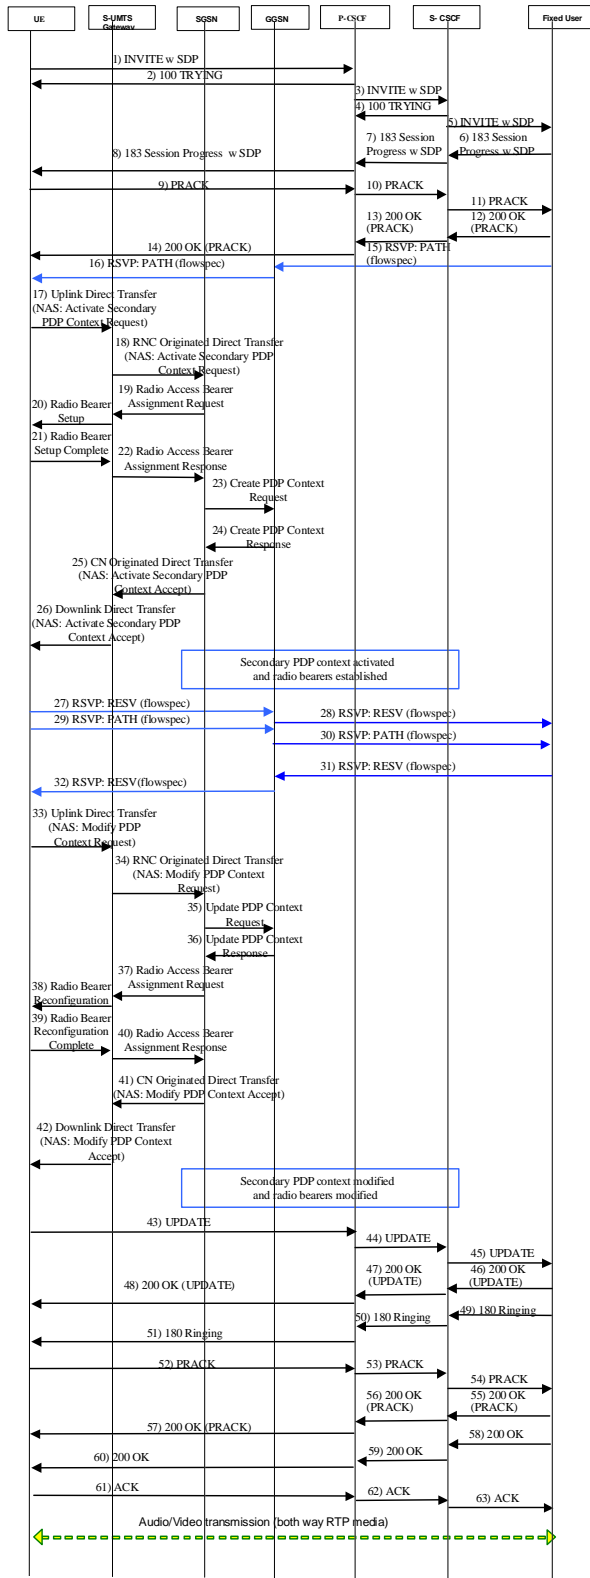 UE
S-UMTS
Gateway
SGSN
GGSN
P-CSCF
S- CSCF
Fixed User
1) INVITE w SDP
2) 100 TRYING
3) INVITE w SDP
4) 100 TRYING
5) INVITE w SDP
6) 183 Session
Progress w SDP
7) 183 Session
Progress w SDP
8) 183 Session Progress w SDP
9) PRACK
10) PRACK
11) PRACK
12) 200 OK
(PRACK)
13) 200 OK
(PRACK)
14) 200 OK (PRACK)
15) RSVP: PATH
(flowspec)
16) RSVP: PATH (flowspec)
17) Uplink Direct Transfer
(NAS: Activate Secondary
PDP Context Request)
18) RNC Originated Direct Transfer
(NAS: Activate Secondary PDP
Context Request)
19) Radio Access Bearer
Assignment Request
20) Radio Bearer
Setup
21) Radio Bearer
Setup Complete
22) Radio Access Bearer
Assignment Response
23) Create PDP Context
Request
24) Create PDP Context
Response
25) CN Originated Direct Transfer
(NAS: Activate Secondary PDP
Context Accept)
26) Downlink Direct Transfer
(NAS: Activate Secondary PDP
Context Accept)
Secondary PDP context activated
and radio bearers established
27) RSVP: RESV (flowspec)
28) RSVP: RESV (flowspec)
29) RSVP: PATH (flowspec)
30) RSVP: PATH (flowspec)
31) RSVP: RESV (flowspec)
32) RSVP: RESV(flowspec)
33) Uplink Direct Transfer
(NAS: Modify PDP
Context Request)
34) RNC Originated Direct Transfer
(NAS: Modify PDP Context
Request)
35) Update PDP Context
Request
36) Update PDP Context
Response
37) Radio Access Bearer
Assignment Request
38) Radio Bearer
Reconfiguration
39) Radio Bearer
Reconfiguration
Complete
40) Radio Access Bearer
Assignment Response
41) CN Originated Direct Transfer
(NAS: Modify PDP Context Accept)
42) Downlink Direct Transfer
(NAS: Modify PDP Context
Accept)
Secondary PDP context modified
and radio bearers modified
43) UPDATE
44) UPDATE
45) UPDATE
46) 200 OK
(UPDATE)
47) 200 OK
(UPDATE)
48) 200 OK (UPDATE)
49) 180 Ringing
50) 180 Ringing
51) 180 Ringing
52) PRACK
53) PRACK
54) PRACK
55) 200 OK
(PRACK)
56) 200 OK
(PRACK)
57) 200 OK (PRACK)
58) 200 OK
59) 200 OK
60) 200 OK
61) ACK
62) ACK
63) ACK
Audio/Video transmission (both way RTP media)